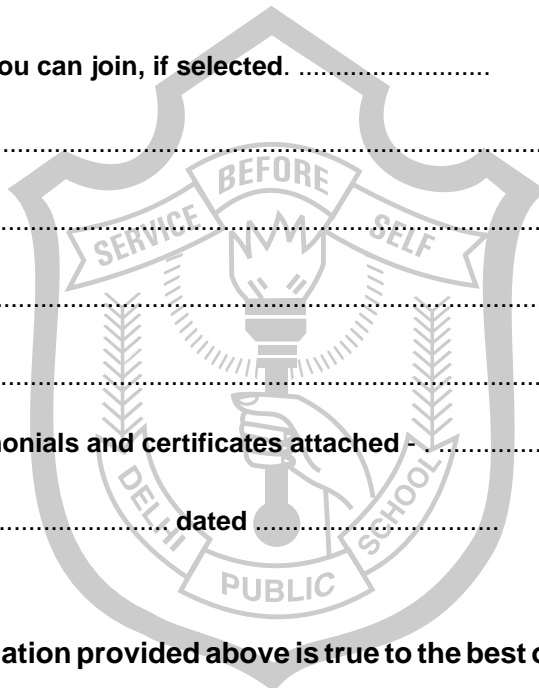 ou can join, if selected. ..........................
...........................................................................
BEFORE
SERVICE SELF
...........................................................................
...........................................................................
...........................................................................
onials and certificates attached - . ..............
....................... dated ..................................
DELHI PUBLIC SCHOOL
ation provided above is true to the best